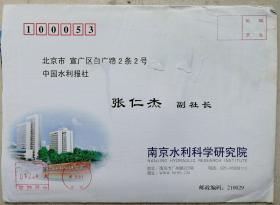 100053
北京市 宣广区白广路2条2号
中国水利报社
张仁杰 副社长
南京水利科学研究院
NANJING HYDRAULIC RESEARCH INSTITUTE
邮政编码：210029